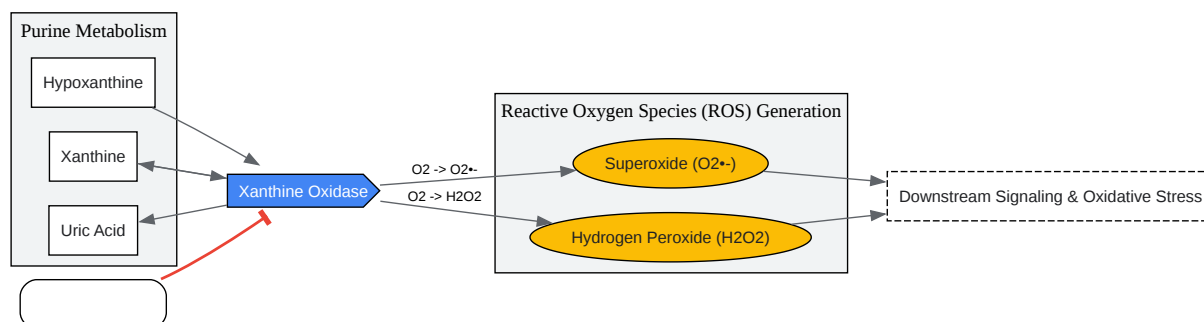 Purine Metabolism
Hypoxanthine
Xanthine
Uric Acid
Xanthine Oxidase
O2 -> O2•-
O2 -> H2O2
Reactive Oxygen Species (ROS) Generation
Superoxide (O2•-)
Hydrogen Peroxide (H2O2)
Downstream Signaling & Oxidative Stress